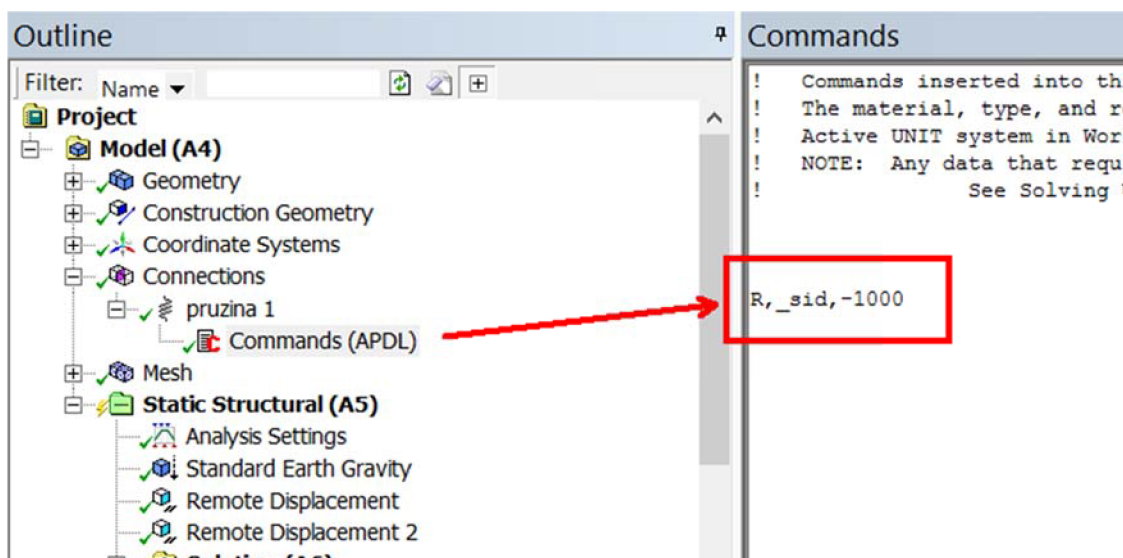 Outline
Filter: Name
Project
Model (A4)
Geometry
Construction Geometry
Coordinate Systems
Connections
pruzina 1
Commands (APDL)
Mesh
Static Structural (A5)
Analysis Settings
Standard Earth Gravity
Remote Displacement
Remote Displacement 2
Commands
! Commands inserted into th
! The material, type, and r
! Active UNIT system in Wor
! NOTE: Any data that requ
! See Solving
R,_sid,-1000